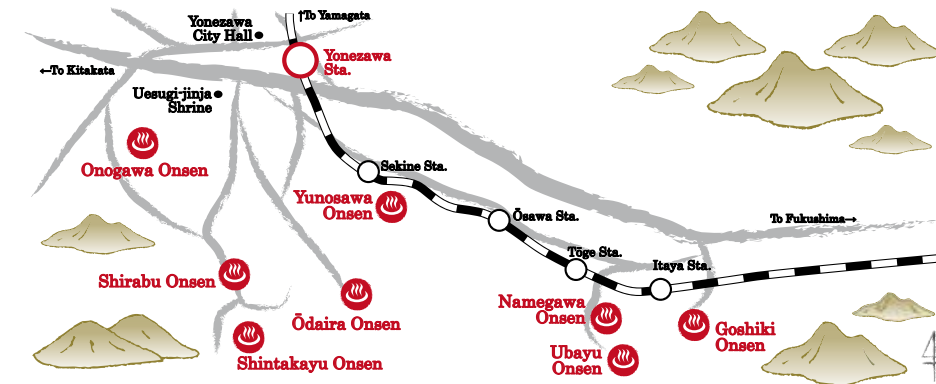 ↑To Yamagata
Yonezawa
City Hall
Yonezawa
Sta.
←To Kitakata
Uesugi-jinja
Shrine
Onogawa Onsen
Sekine Sta.
Yunosawa
Onsen
Ōsawa Sta.
To Fukushima→
Tōge Sta.
Itaya Sta.
Shirabu Onsen
Ōdaira Onsen
Namegawa
Onsen
Goshiki
Onsen
Shintakayu Onsen
Ubayu
Onsen